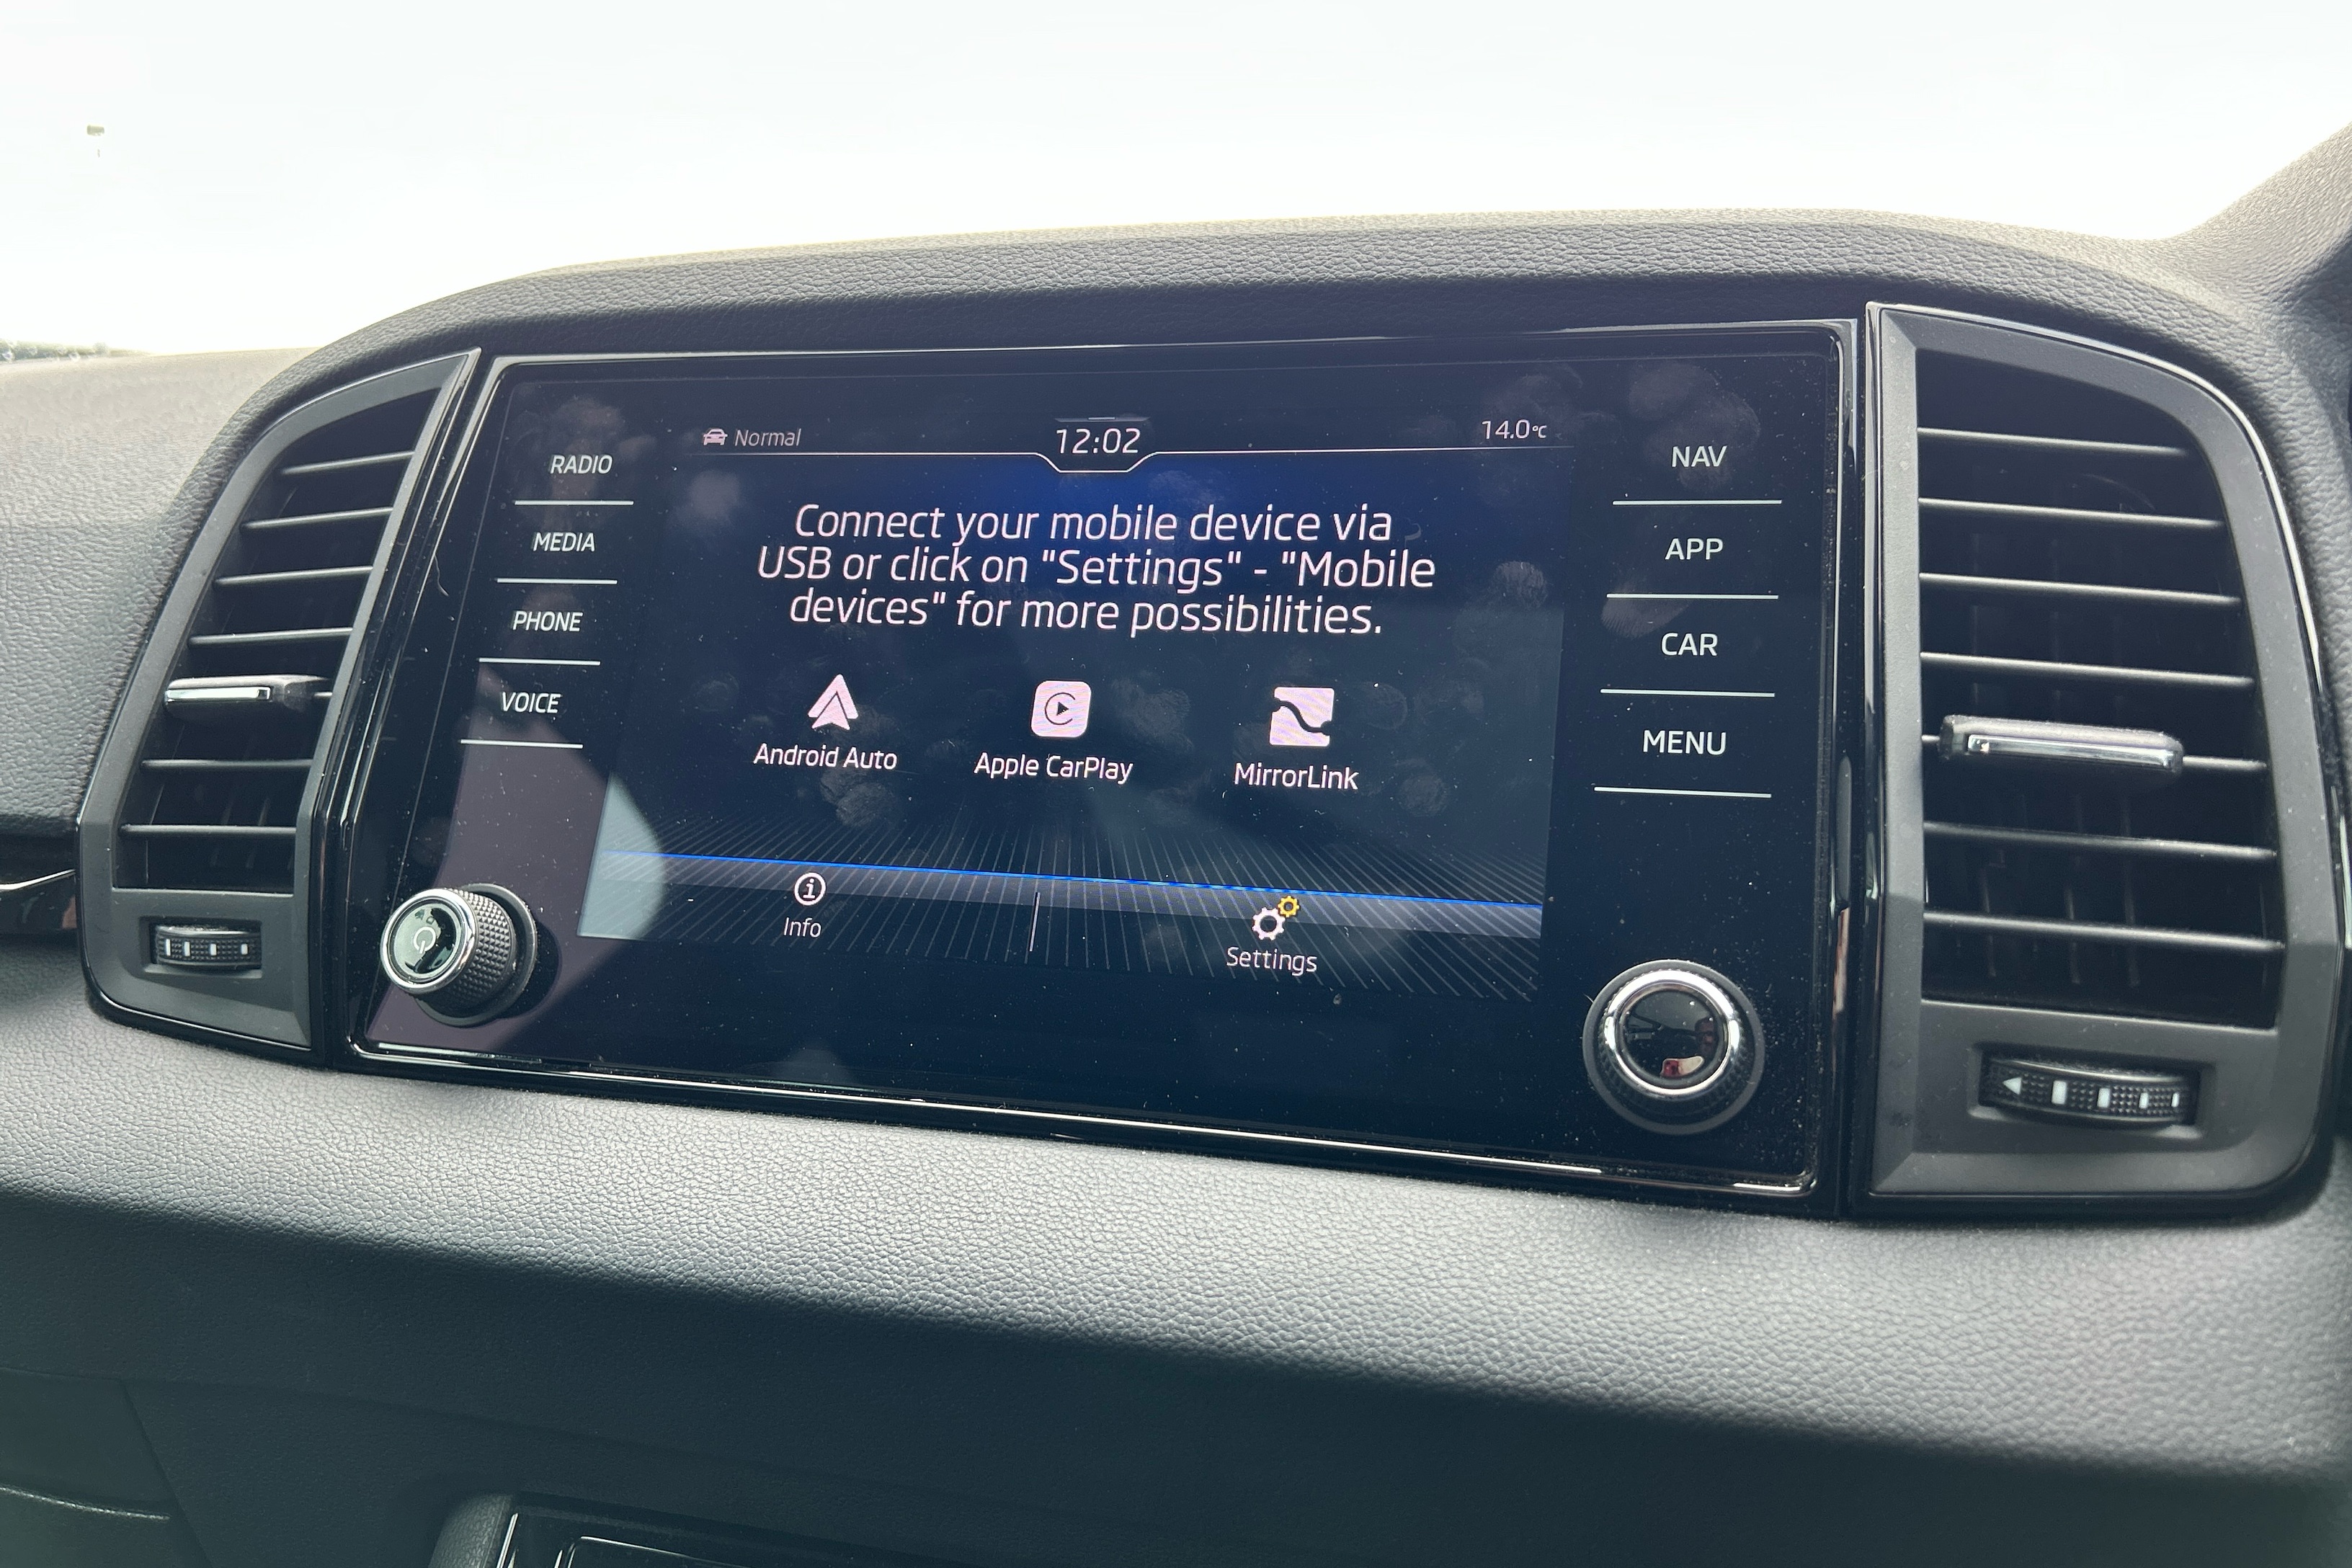 Normal
12:02
14.0°C
RADIO
MEDIA
PHONE
VOICE
Connect your mobile device via
USB or click on "Settings" - "Mobile
devices" for more possibilities.
Android Auto
Apple CarPlay
MirrorLink
Info
Settings
NAV
APP
CAR
MENU